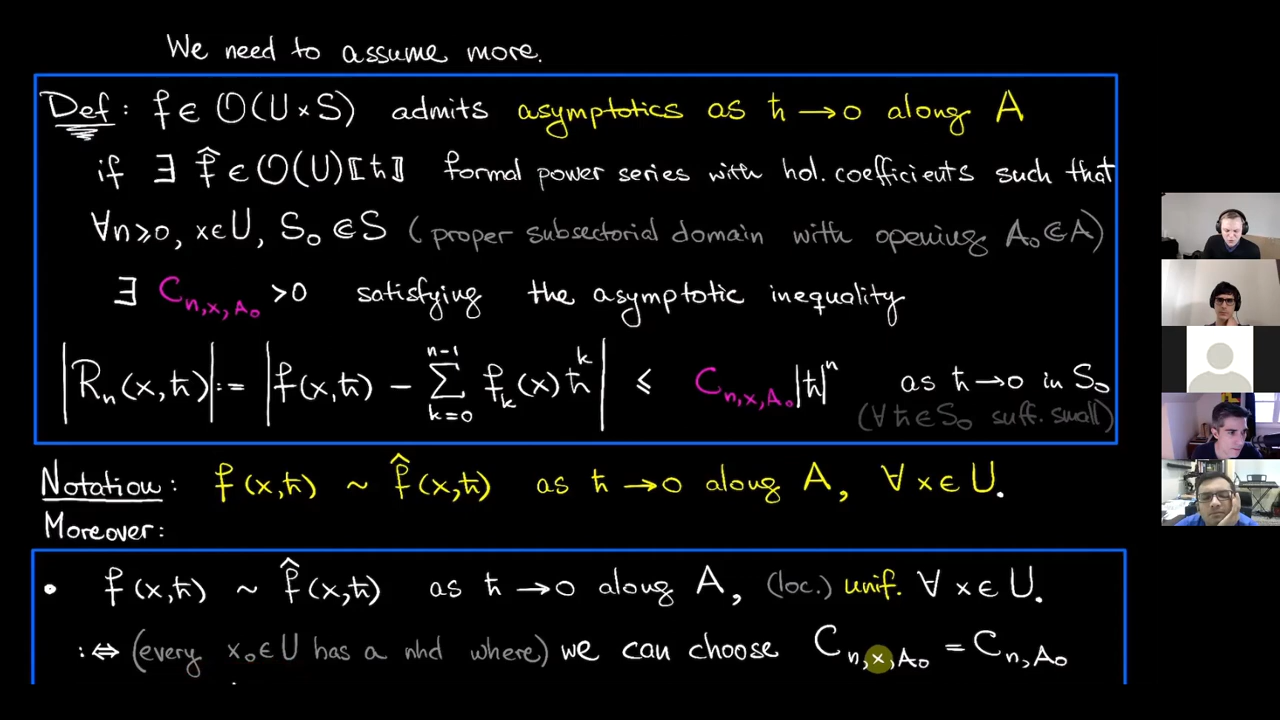 We need to assume more.
Def: f ∈ O(U×S) admits asymptotics as ħ → 0 along A
if ∃ f̂ ∈ O(U)⟦ħ⟧ formal power series with hol. coefficients such that
∀n≥0, x∈U, S₀ ⋐ S (proper subsectorial domain with opening A₀ ⋐ A)
∃ C_{n,x,A₀} > 0 satisfying the asymptotic inequality
|R_n(x,ħ)| := |f(x,ħ) − ∑_{k=0}^{n-1} f_k(x) ħ^k| ≤ C_{n,x,A₀} |ħ|^n as ħ → 0 in S₀
(∀ ħ ∈ S₀ suff. small)
Notation: f(x,ħ) ~ f̂(x,ħ) as ħ → 0 along A, ∀ x ∈ U.
Moreover:
• f(x,ħ) ~ f̂(x,ħ) as ħ → 0 along A, (loc.) unif. ∀ x ∈ U.
:⇔ (every x₀ ∈ U has a nhd where) we can choose C_{n,x,A₀} = C_{n,A₀}